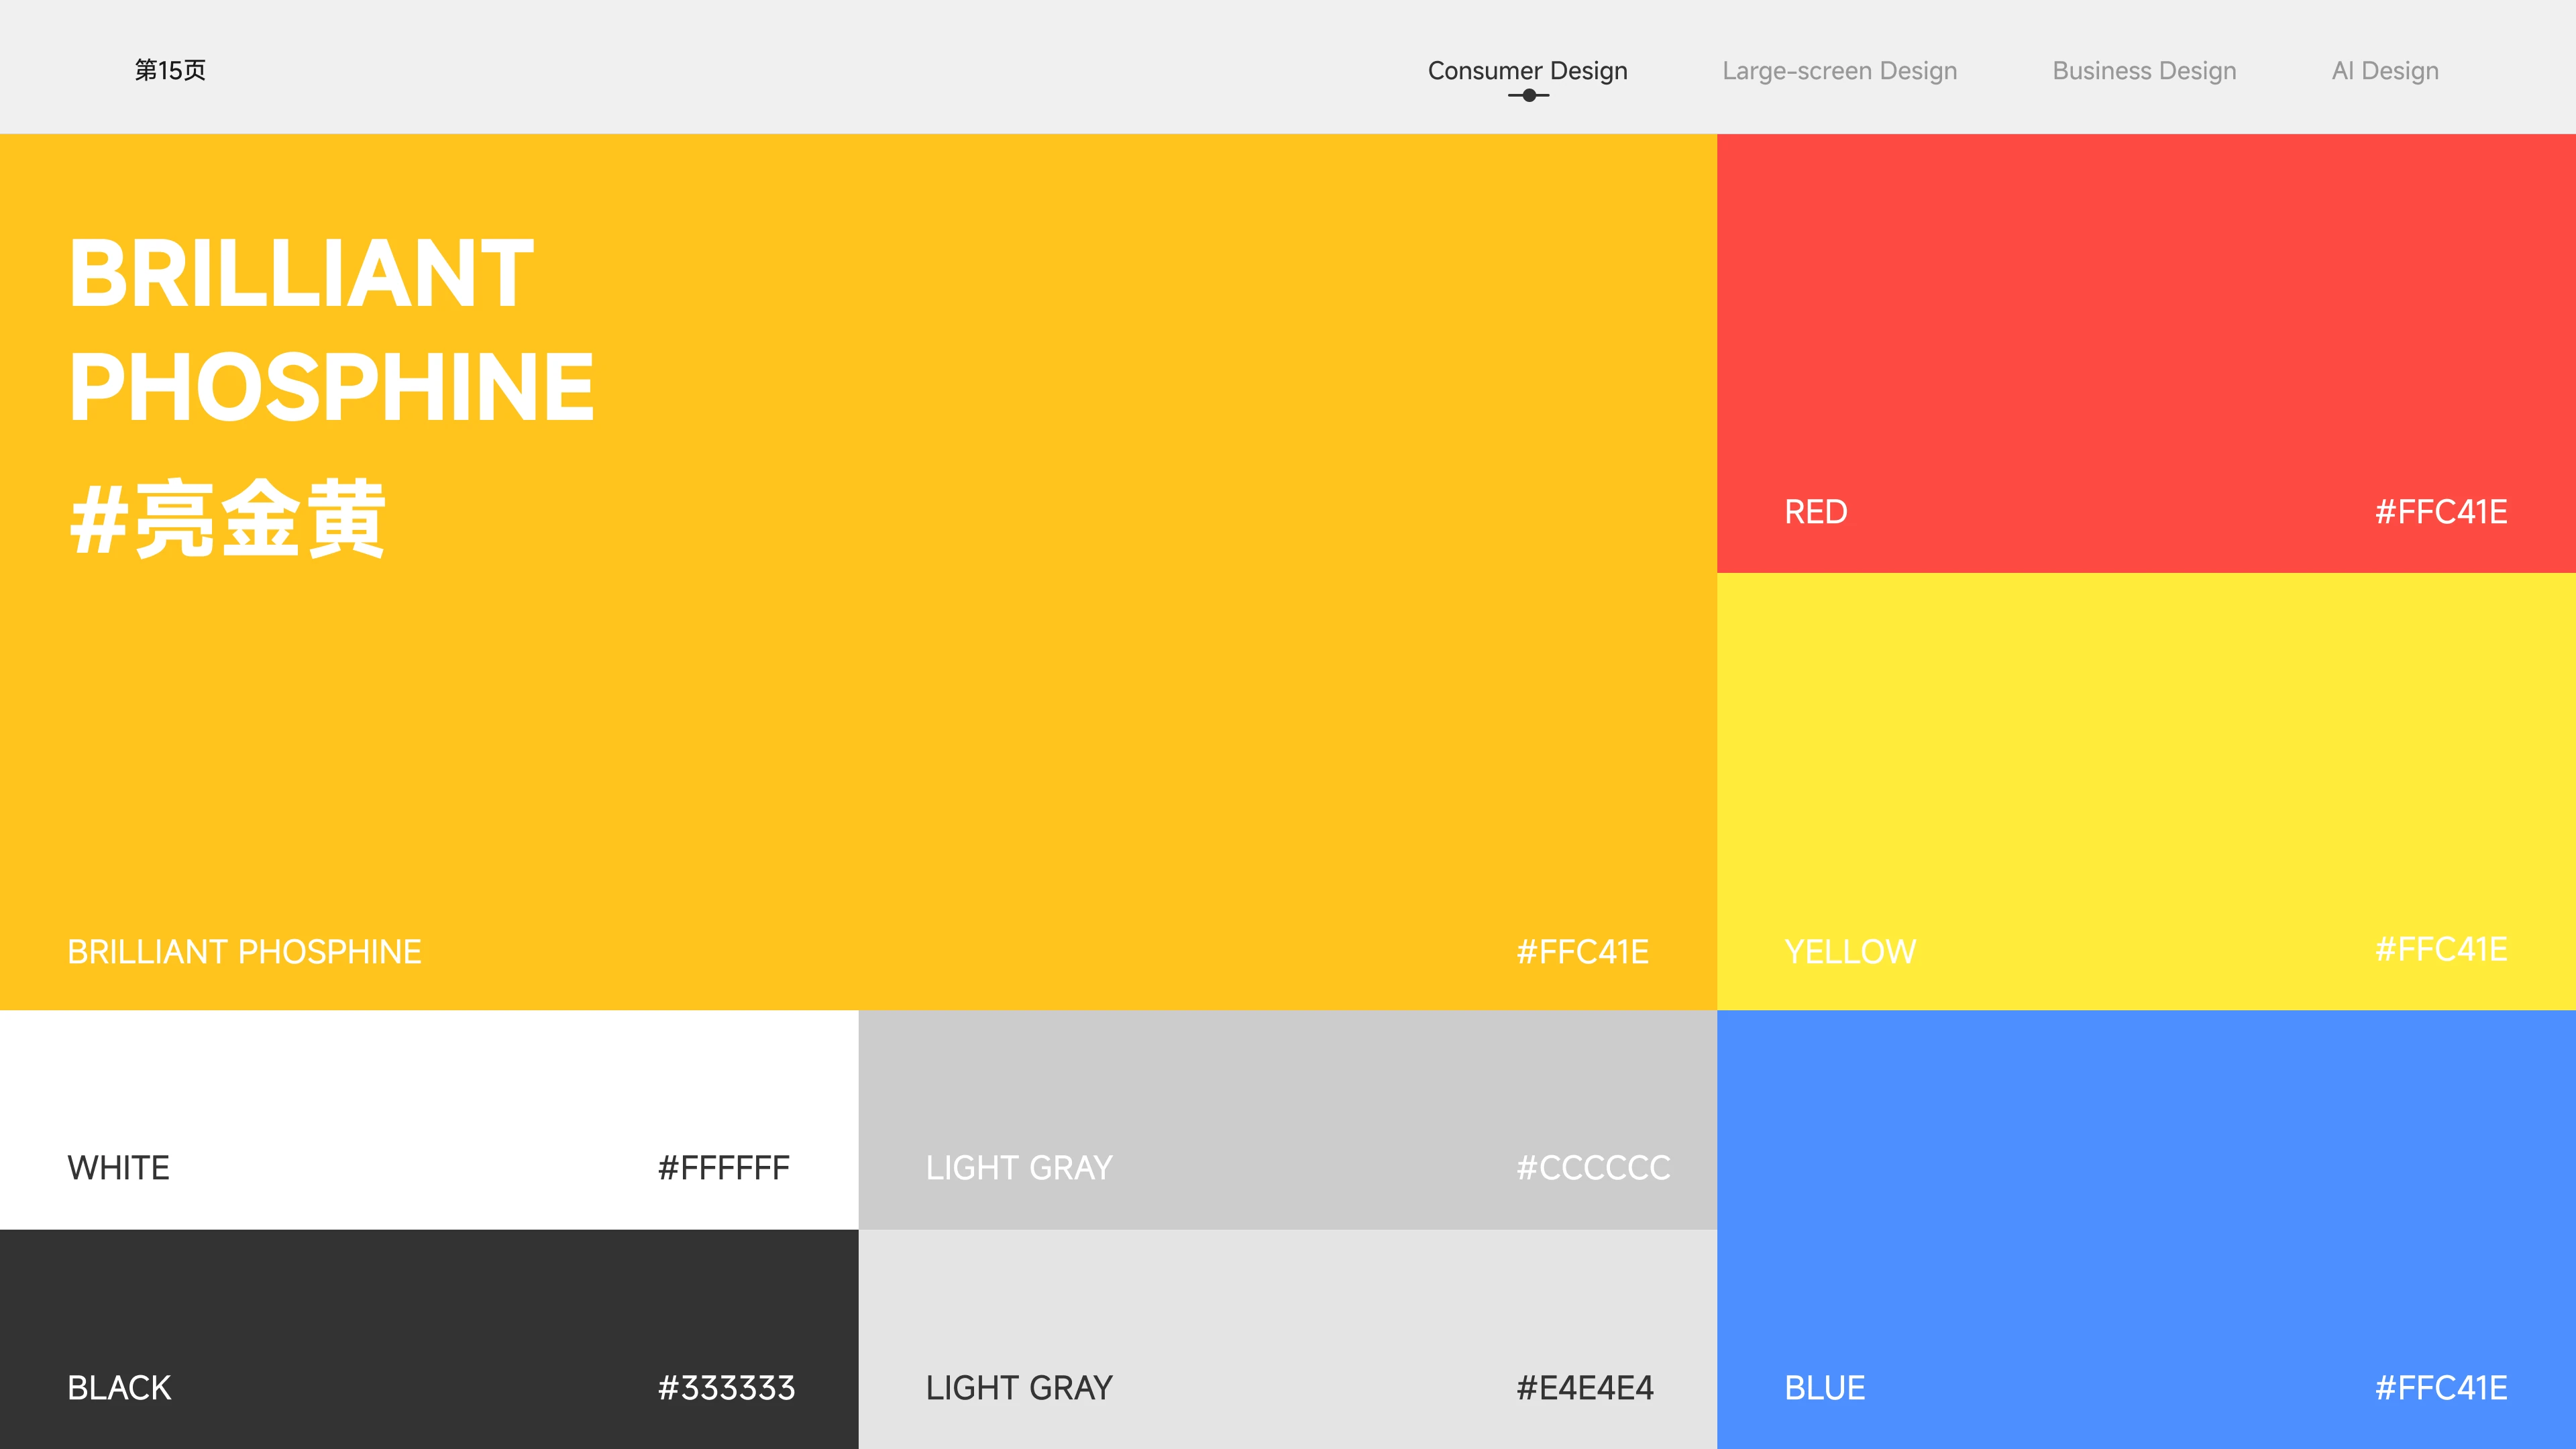 第15页
Consumer Design
Large-screen Design
Business Design
AI Design
BRILLIANT
PHOSPHINE
#亮金黄
BRILLIANT PHOSPHINE
#FFC41E
RED
#FFC41E
YELLOW
#FFC41E
WHITE
#FFFFFF
LIGHT GRAY
#CCCCCC
BLACK
#333333
LIGHT GRAY
#E4E4E4
BLUE
#FFC41E